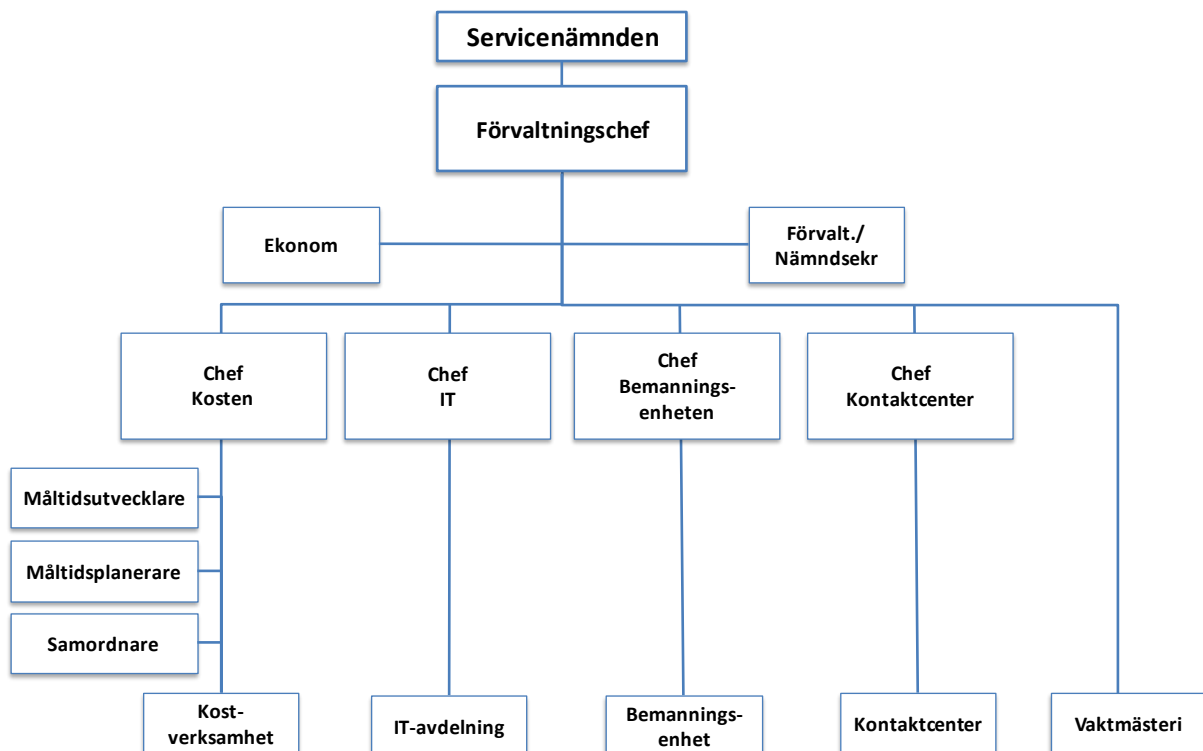 Servicenämnden
Förvaltningschef
Ekonom
Förvalt./
Nämndsekr
Chef
Kosten
Chef
IT
Chef
Bemannings-
enheten
Chef
Kontaktcenter
Måltidsutvecklare
Måltidsplanerare
Samordnare
Kost-
verksamhet
IT-avdelning
Bemannings-
enhet
Kontaktcenter
Vaktmästeri